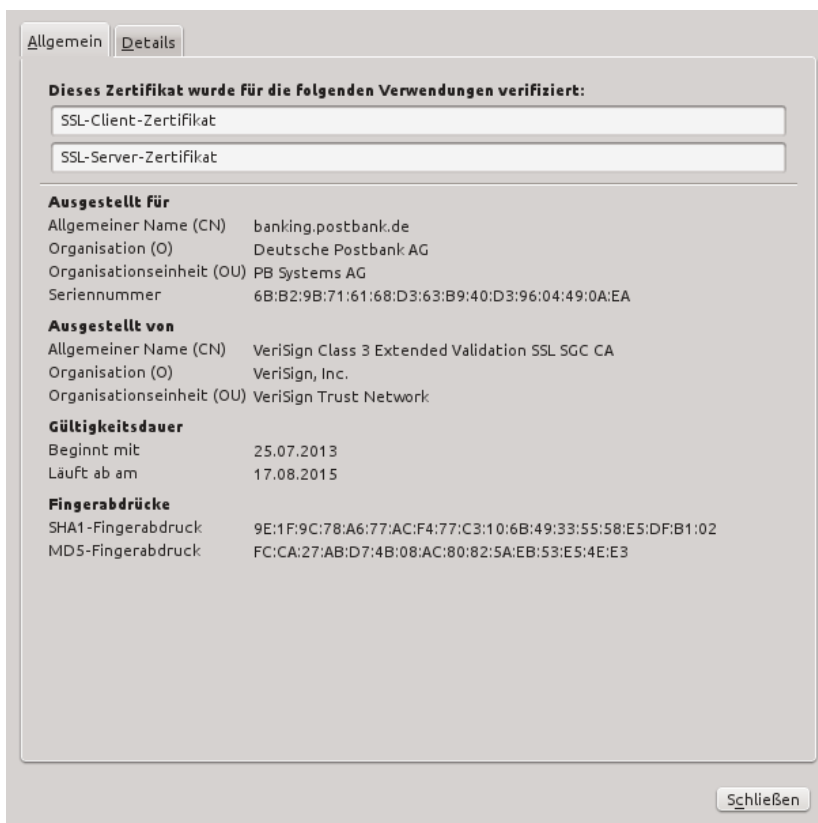 Allgemein Details
Dieses Zertifikat wurde für die folgenden Verwendungen verifiziert:
SSL-Client-Zertifikat
SSL-Server-Zertifikat
Ausgestellt für
Allgemeiner Name (CN) banking.postbank.de
Organisation (O) Deutsche Postbank AG
Organisationseinheit (OU) PB Systems AG
Seriennummer 6B:B2:9B:71:61:68:D3:63:B9:40:D3:96:04:49:0A:EA
Ausgestellt von
Allgemeiner Name (CN) VeriSign Class 3 Extended Validation SSL SGC CA
Organisation (O) VeriSign, Inc.
Organisationseinheit (OU) VeriSign Trust Network
Gültigkeitsdauer
Beginnt mit 25.07.2013
Läuft ab am 17.08.2015
Fingerabdrücke
SHA1-Fingerabdruck 9E:1F:9C:78:A6:77:AC:F4:77:C3:10:6B:49:33:55:58:E5:DF:B1:02
MD5-Fingerabdruck FC:CA:27:AB:D7:4B:08:AC:80:82:5A:EB:53:E5:4E:E3
Schließen